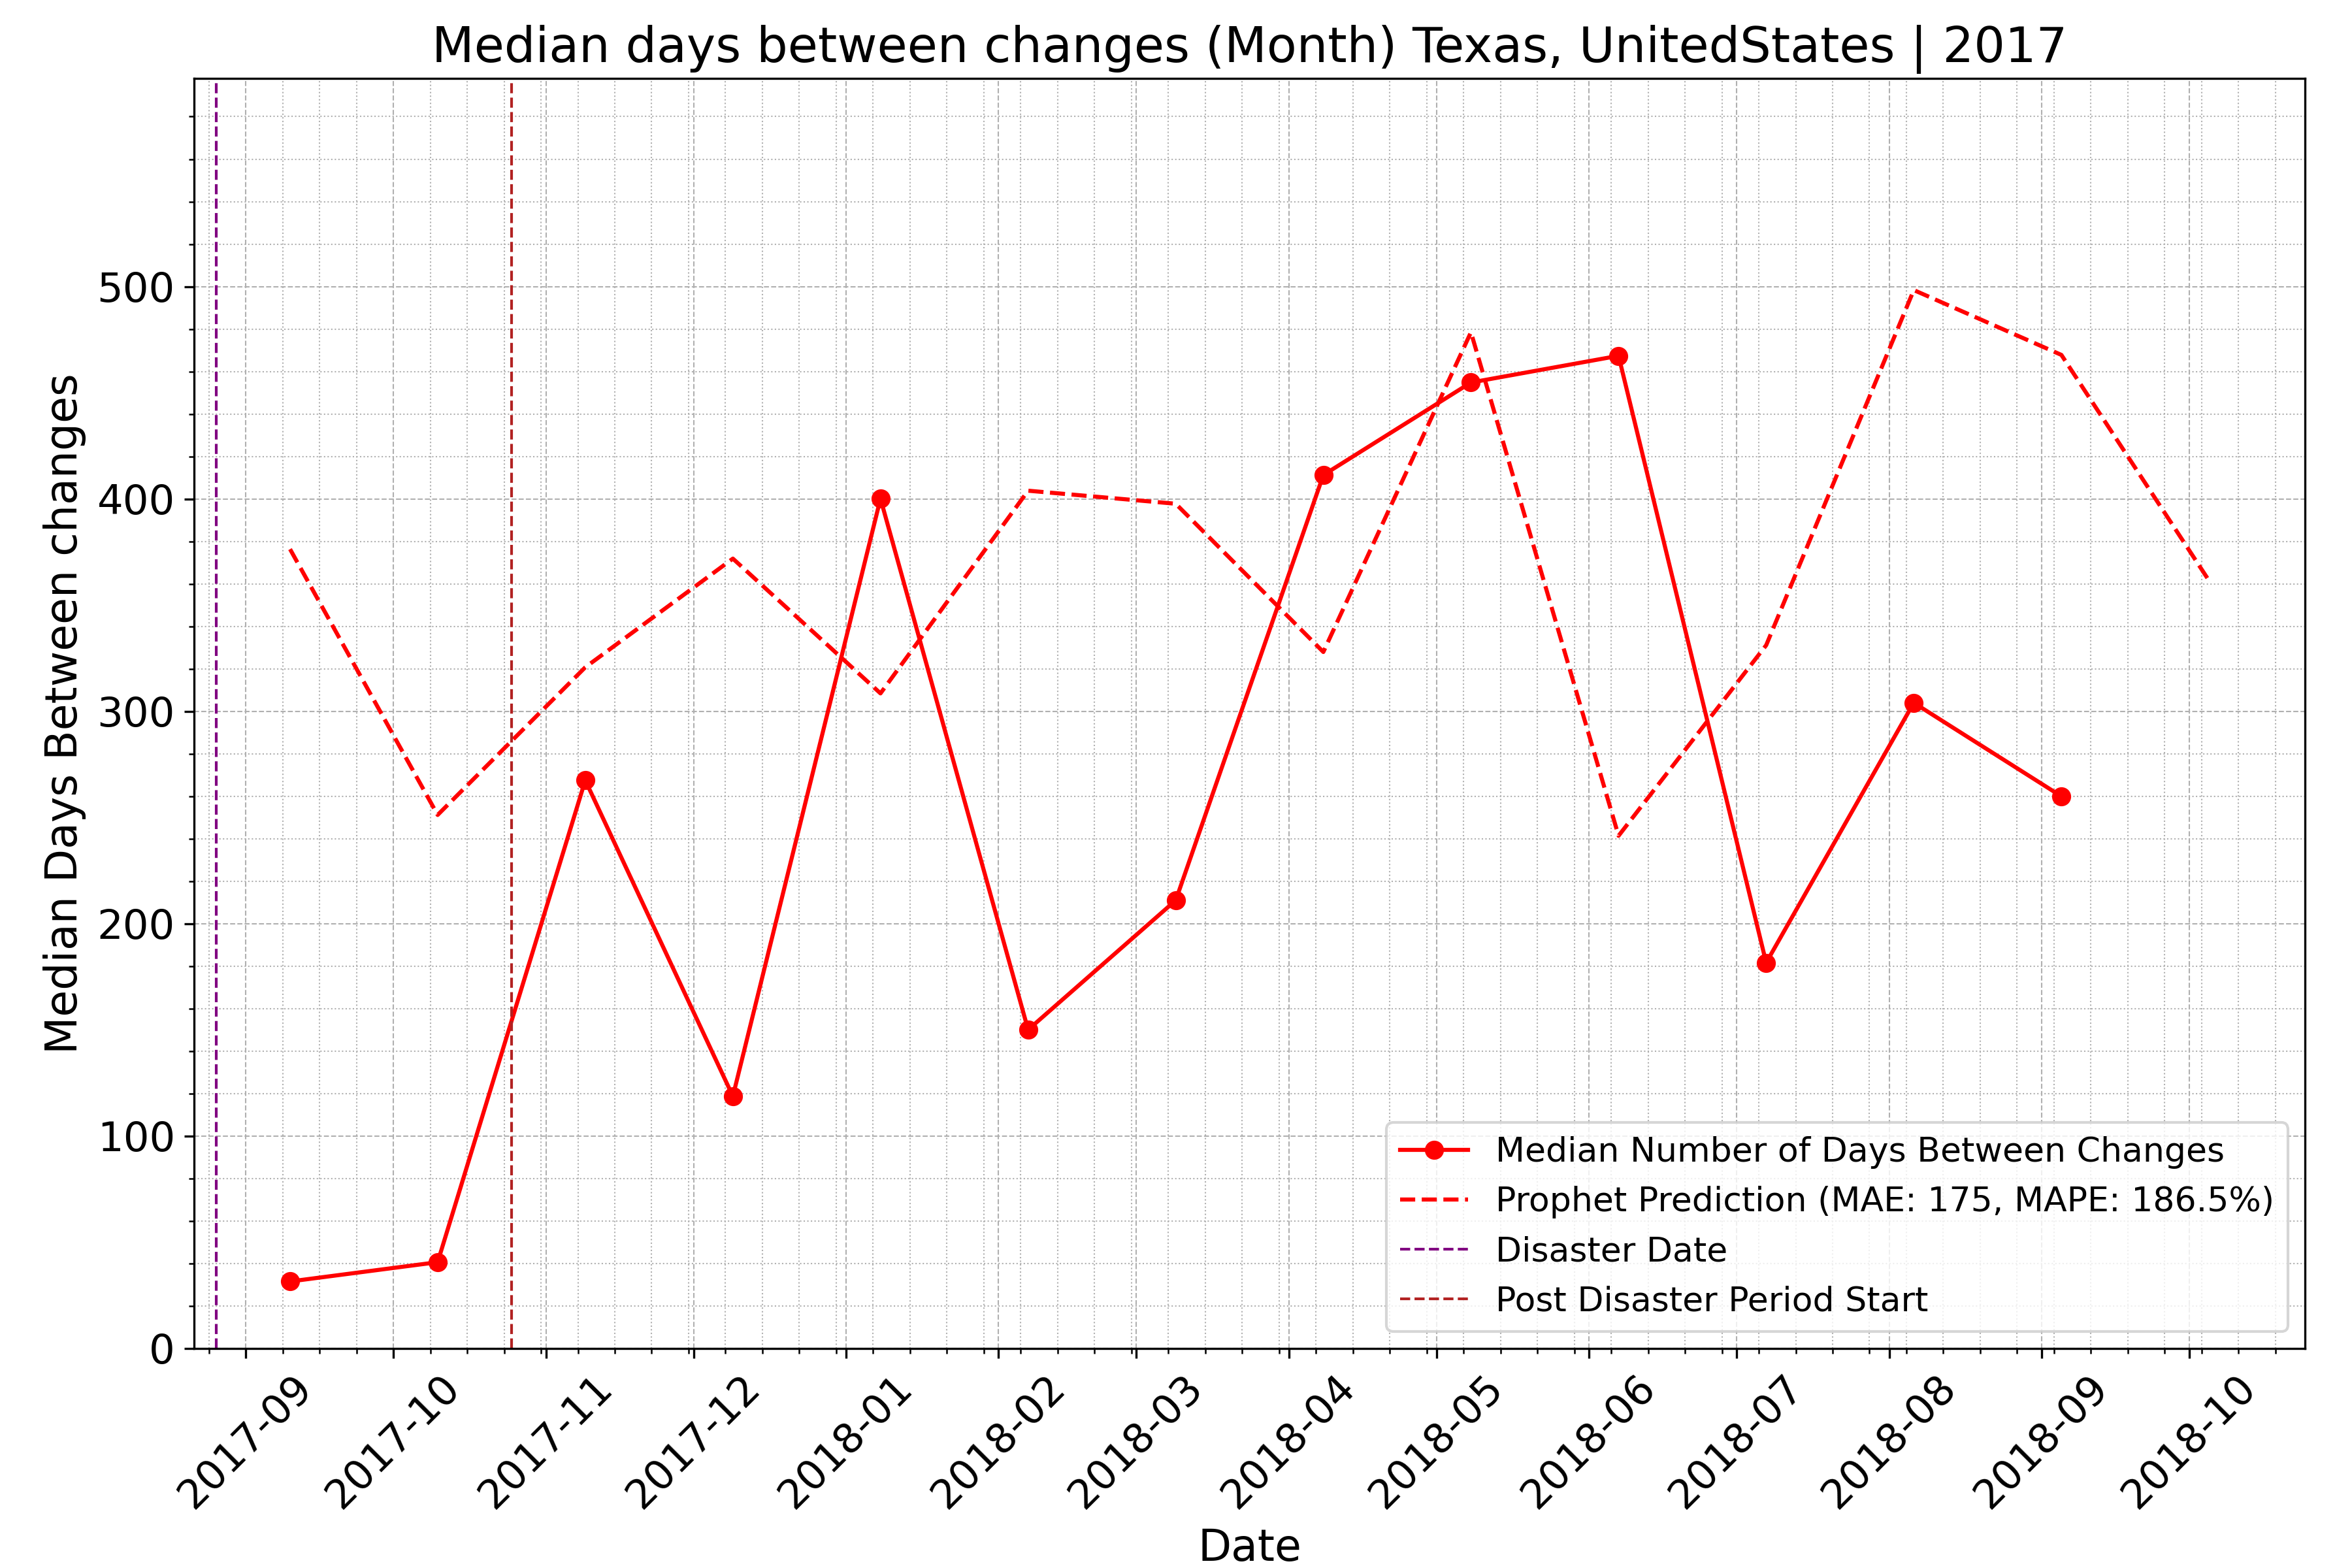 Median days between changes (Month) Texas, UnitedStates | 2017
Median Days Between changes
500
400
300
200
100
0
Median Number of Days Between Changes
Prophet Prediction (MAE: 175, MAPE: 186.5%)
Disaster Date
Post Disaster Period Start
2017-09
2017-10
2017-11
2017-12
2018-01
2018-02
2018-03
2018-04
2018-05
2018-06
2018-07
2018-08
2018-09
2018-10
Date